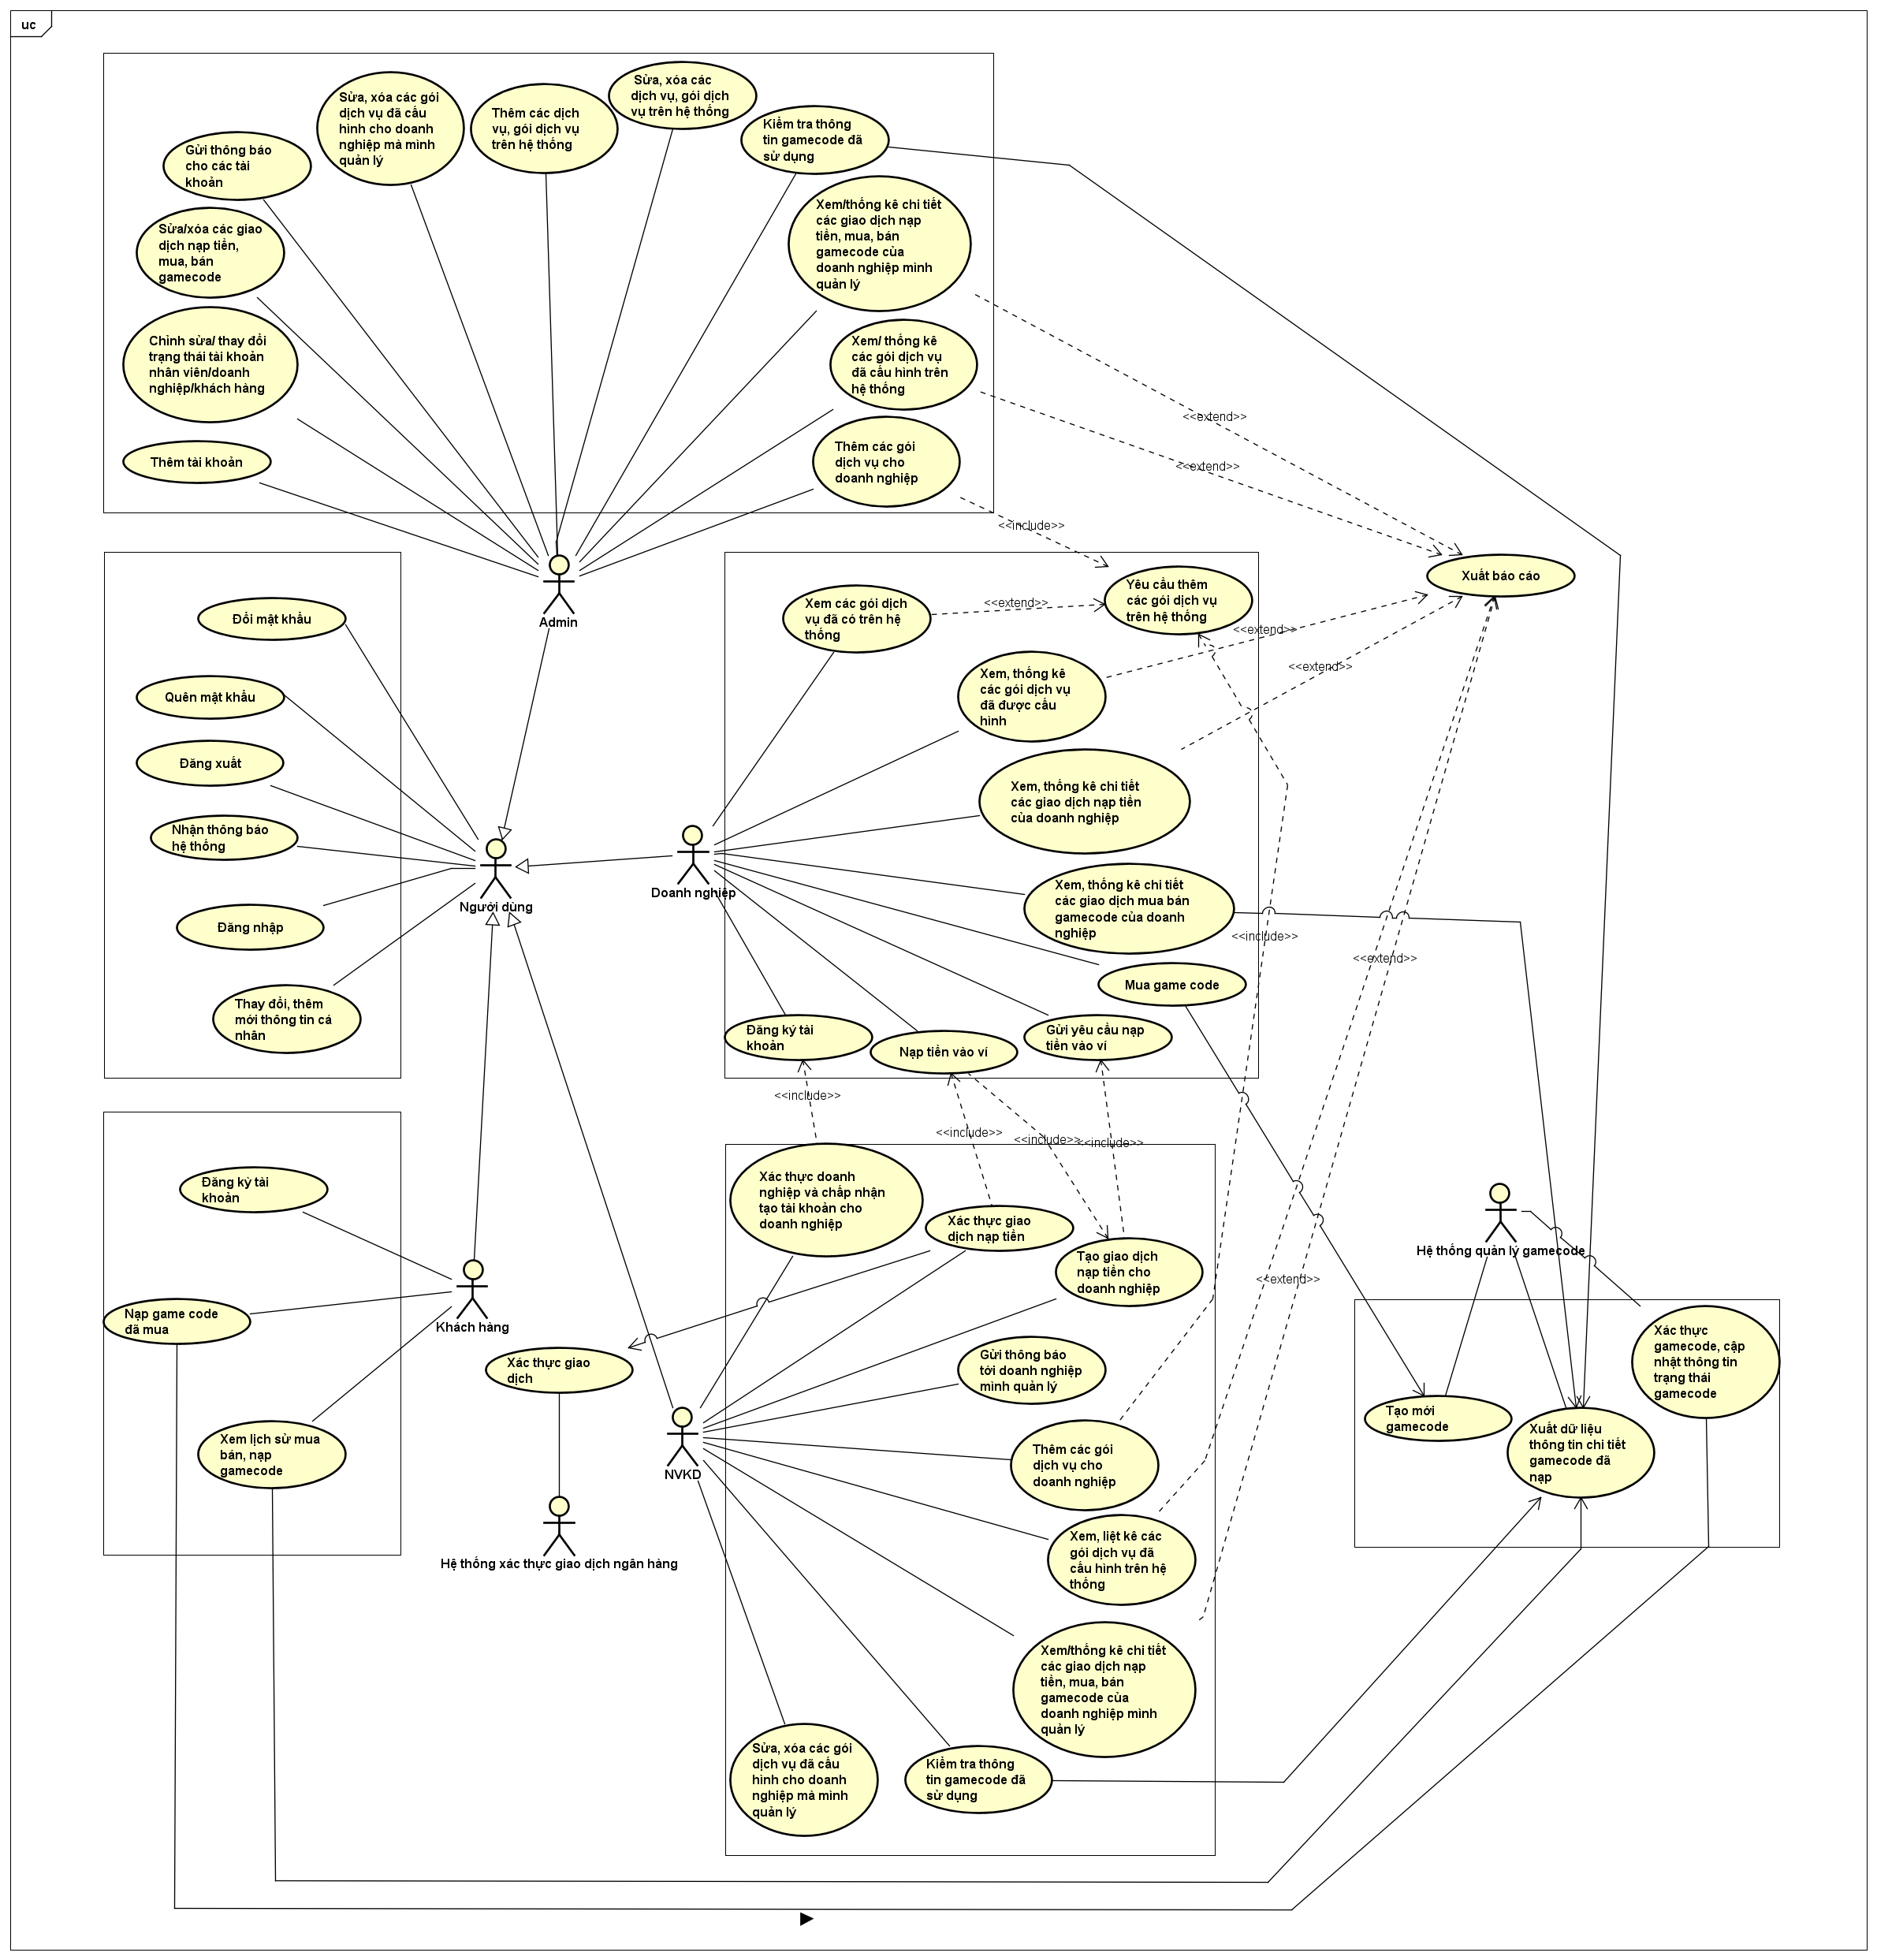 uc
Sửa, xóa các
dịch vụ, gói dịch
vụ trên hệ thống
Sửa, xóa các gói
dịch vụ đã cấu
hình cho doanh
nghiệp mà mình
quản lý
Thêm các dịch
vụ, gói dịch vụ
trên hệ thống
Kiểm tra thông
tin gamecode đã
sử dụng
Gửi thông báo
cho các tài
khoản
Xem/thống kê chi tiết
các giao dịch nạp
tiền, mua, bán
gamecode của
doanh nghiệp mình
quản lý
Sửa/xóa các giao
dịch nạp tiền,
mua, bán
gamecode
Chỉnh sửa/ thay đổi
trạng thái tài khoản
nhân viên/doanh
nghiệp/khách hàng
Xem/ thống kê
các gói dịch vụ
đã cấu hình trên
hệ thống
<<extend>>
<<extend>>
Thêm tài khoản
Thêm các gói
dịch vụ cho
doanh nghiệp
<<include>>
Admin
Xuất báo cáo
Đổi mật khẩu
Quên mật khẩu
Đăng xuất
Nhận thông báo
hệ thống
Đăng nhập
Thay đổi, thêm
mới thông tin cá
nhân
Người dùng
Doanh nghiệp
Xem các gói dịch
vụ đã có trên hệ
thống
<<extend>>
Yêu cầu thêm
các gói dịch vụ
trên hệ thống
<<extend>>
<<extend>>
Xem, thống kê
các gói dịch vụ
đã được cấu
hình
Xem, thống kê chi tiết
các giao dịch nạp tiền
của doanh nghiệp
Xem, thống kê chi tiết
các giao dịch mua bán
gamecode của doanh
nghiệp
<<include>>
<<extend>>
Mua game code
Đăng ký tài
khoản
Nạp tiền vào ví
Gửi yêu cầu nạp
tiền vào ví
<<include>>
<<include>>
<<include>>
<<include>>
Đăng ký tài
khoản
Nạp game code
đã mua
Xem lịch sử mua
bán, nạp
gamecode
Khách hàng
Xác thực giao
dịch
Hệ thống xác thực giao dịch ngân hàng
NVKD
Xác thực doanh
nghiệp và chấp nhận
tạo tài khoản cho
doanh nghiệp
Xác thực giao
dịch nạp tiền
Tạo giao dịch
nạp tiền cho
doanh nghiệp
<<extend>>
Gửi thông báo
tới doanh nghiệp
mình quản lý
Thêm các gói
dịch vụ cho
doanh nghiệp
Xem, liệt kê các
gói dịch vụ đã
cấu hình trên hệ
thống
Xem/thống kê chi tiết
các giao dịch nạp
tiền, mua, bán
gamecode của
doanh nghiệp mình
quản lý
Sửa, xóa các gói
dịch vụ đã cấu
hình cho doanh
nghiệp mà mình
quản lý
Kiểm tra thông
tin gamecode đã
sử dụng
Hệ thống quản lý gamecode
Xác thực
gamecode, cập
nhật thông tin
trạng thái
gamecode
Tạo mới
gamecode
Xuất dữ liệu
thông tin chi tiết
gamecode đã
nạp